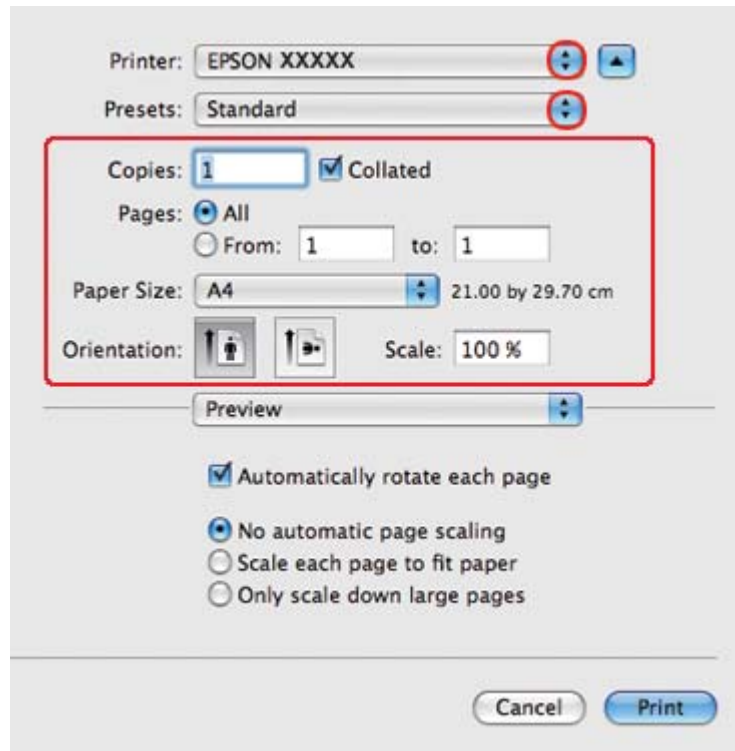 Printer: EPSON XXXXX
Presets: Standard
Copies: 1 Collated
Pages: All
From: 1 to: 1
Paper Size: A4 21.00 by 29.70 cm
Orientation: Scale: 100 %
Preview
Automatically rotate each page
No automatic page scaling
Scale each page to fit paper
Only scale down large pages
Cancel Print